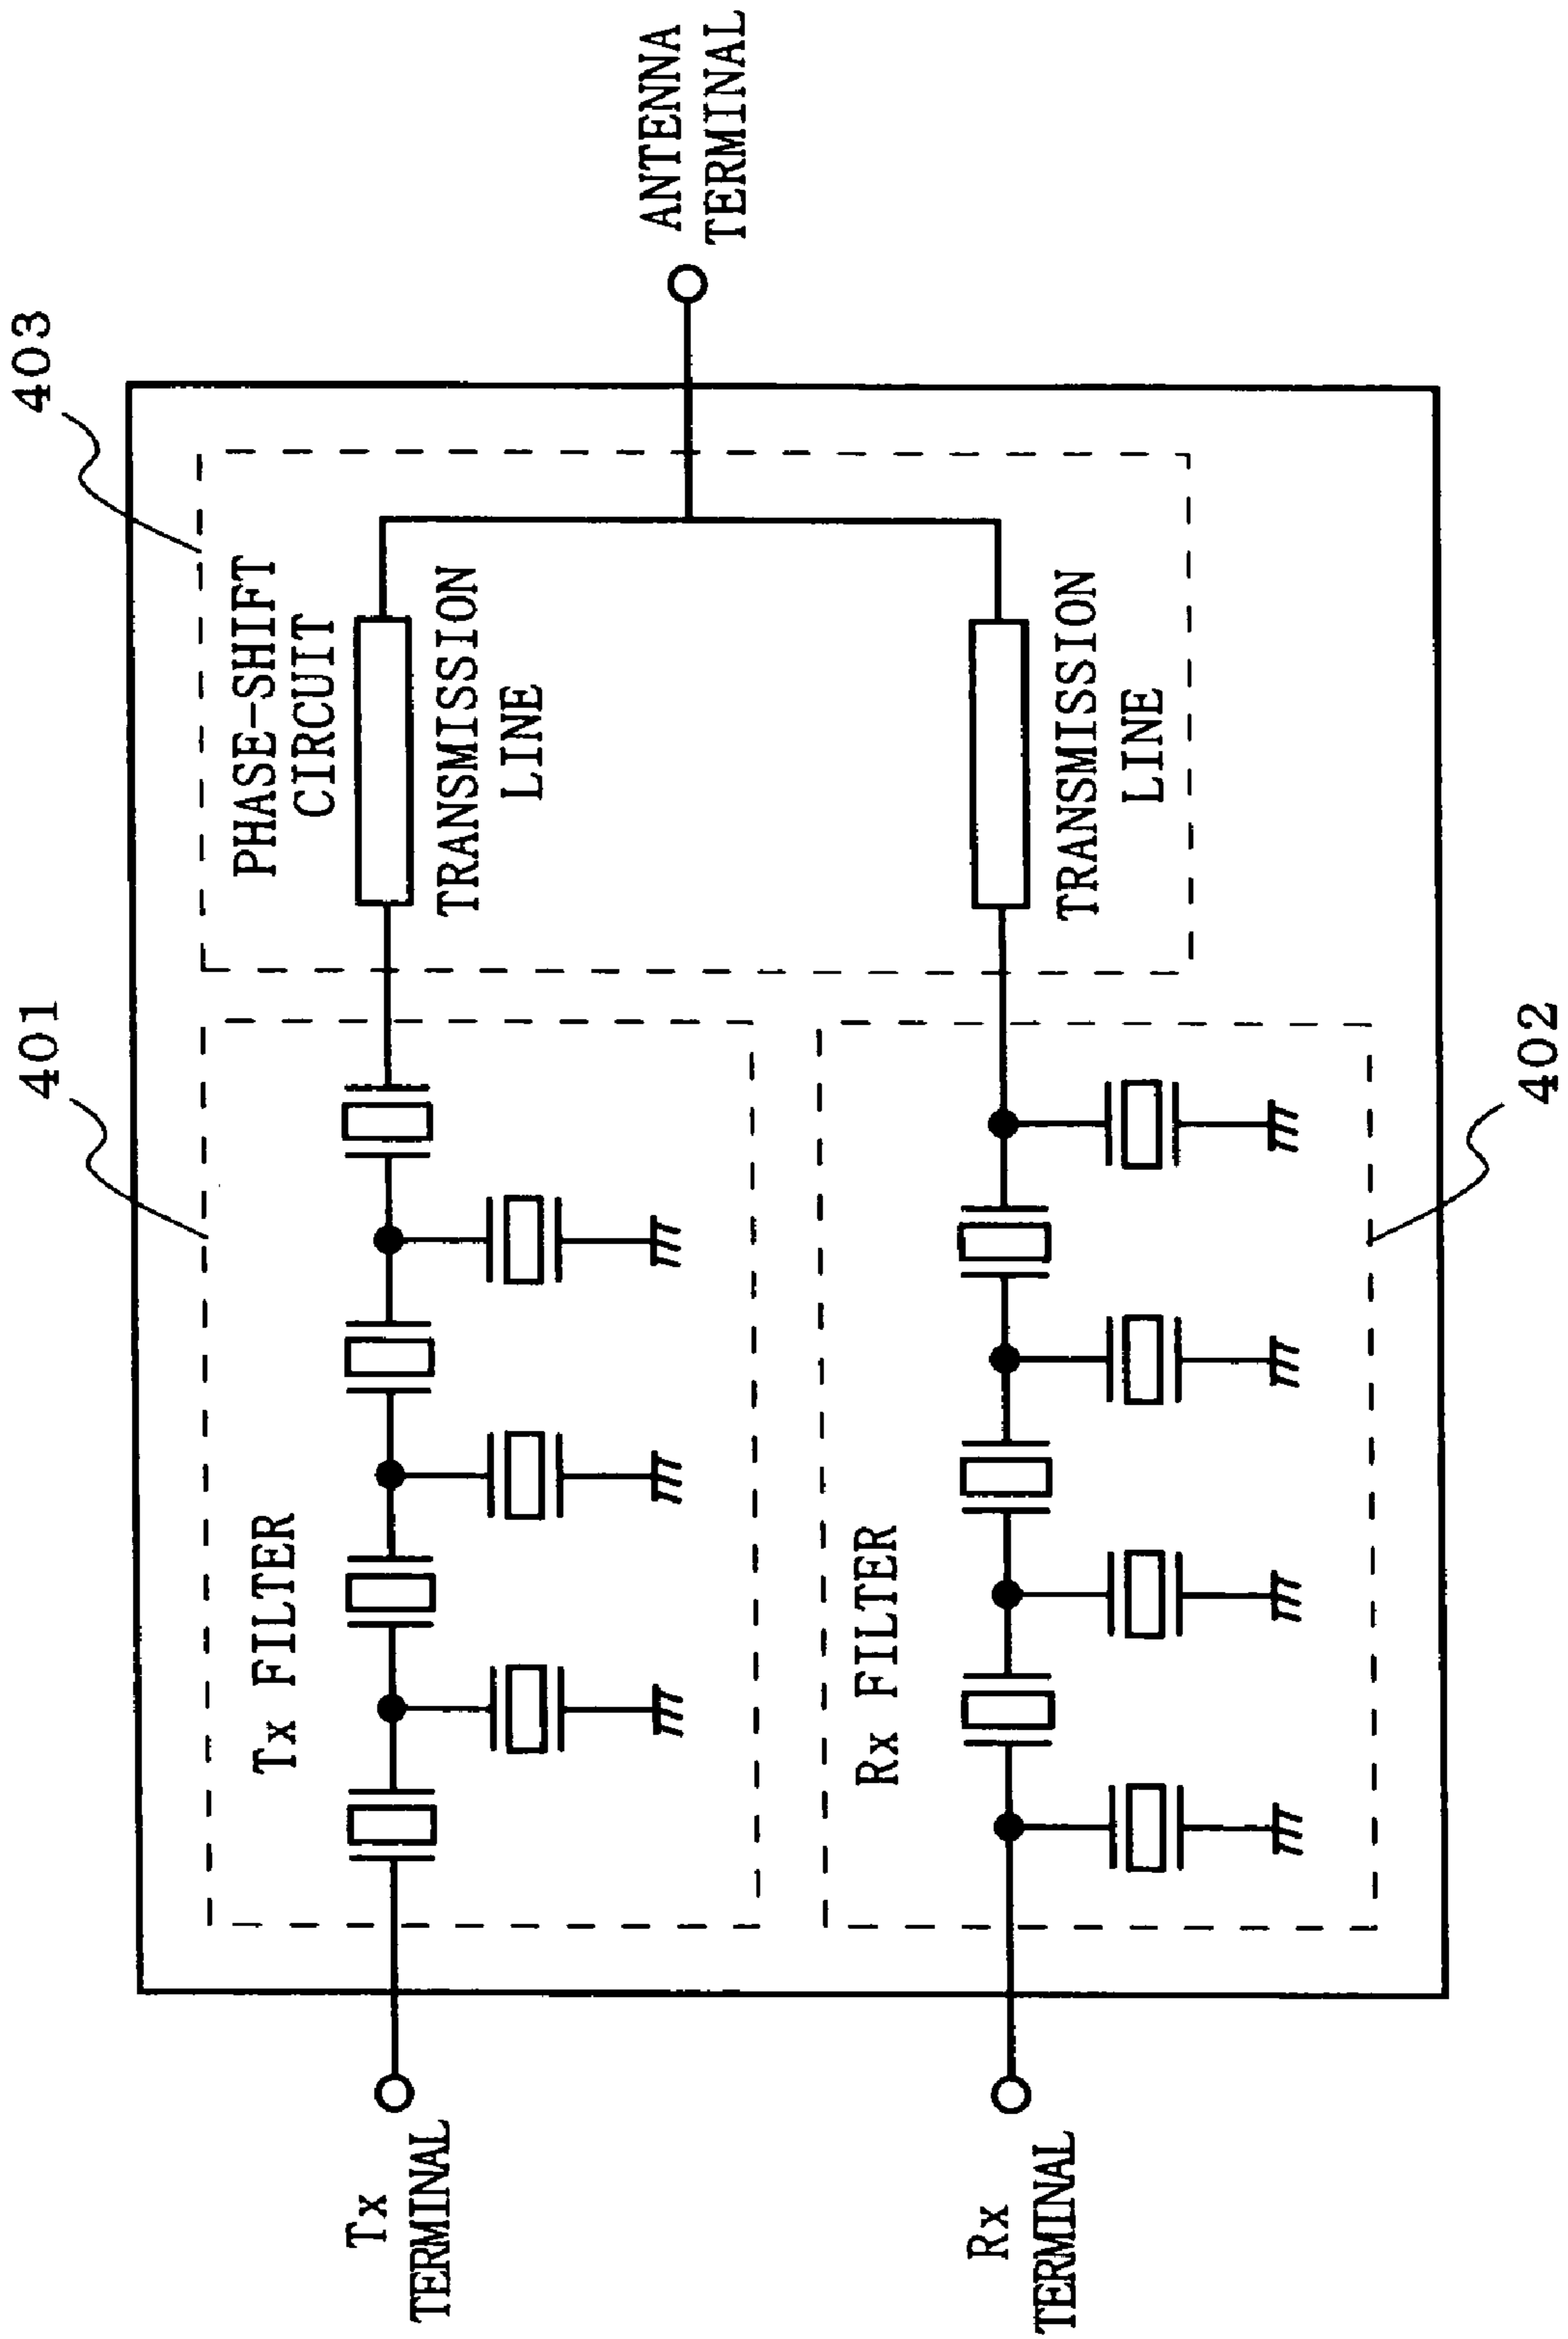 401
403
Tx FILTER
PHASE-SHIFT
CIRCUIT
TRANSMISSION
LINE
Tx
TERMINAL
ANTENNA
TERMINAL
Rx FILTER
TRANSMISSION
LINE
Rx
TERMINAL
402